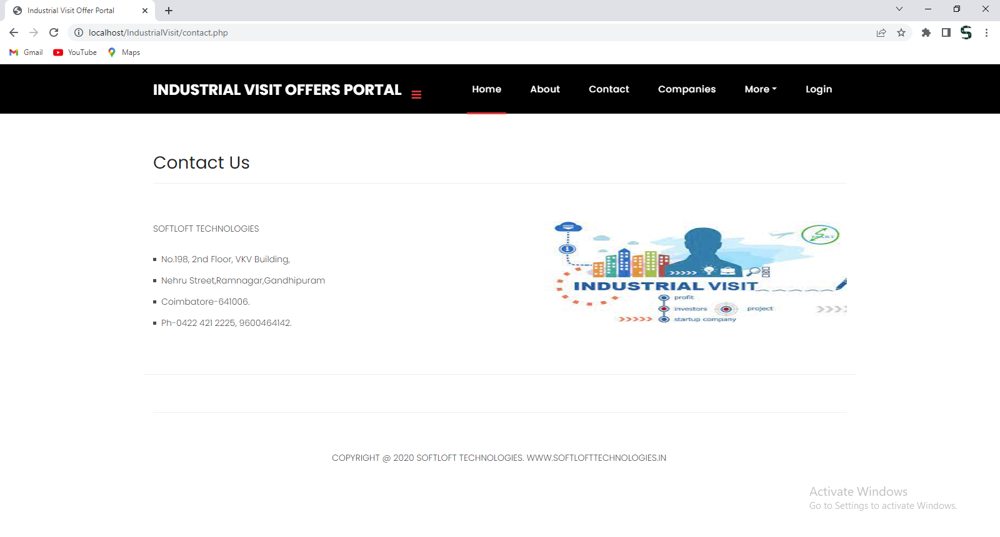 Industrial Visit Offer Portal
localhost/IndustrialVisit/contact.php
Gmail YouTube Maps
INDUSTRIAL VISIT OFFERS PORTAL Home About Contact Companies More Login
Contact Us
SOFTLOFT TECHNOLOGIES
No.198, 2nd Floor, VKV Building,
Nehru Street,Ramnagar,Gandhipuram
Coimbatore-641006.
Ph-0422 421 2225, 9600464142.
INDUSTRIAL VISIT
profit
investors project
startup company
COPYRIGHT @ 2020 SOFTLOFT TECHNOLOGIES. WWW.SOFTLOFTTECHNOLOGIES.IN
Activate Windows
Go to Settings to activate Windows.